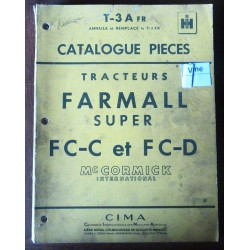 T-3A FR
ANNULE et REMPLACE le T-3 FR
IH
CATALOGUE PIECES
TRACTEURS
FARMALL
SUPER
FC-C et FC-D
McCORMICK
INTERNATIONAL
CIMA